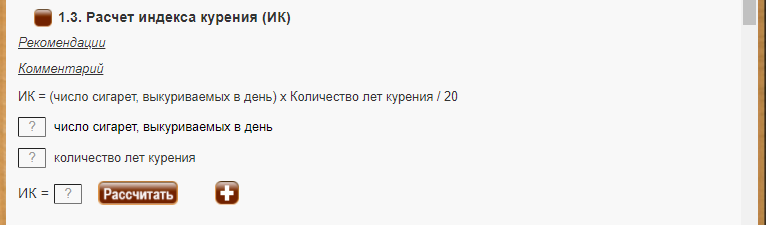 1.3. Расчет индекса курения (ИК)
Рекомендации
Комментарий
ИК = (число сигарет, выкуриваемых в день) x Количество лет курения / 20
? число сигарет, выкуриваемых в день
? количество лет курения
ИК = ? Рассчитать +